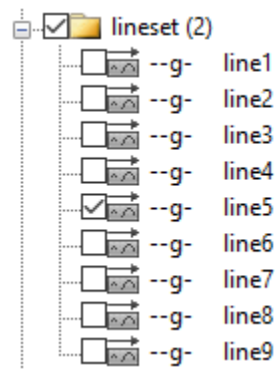 lineset (2)
--g- line1
--g- line2
--g- line3
--g- line4
--g- line5
--g- line6
--g- line7
--g- line8
--g- line9